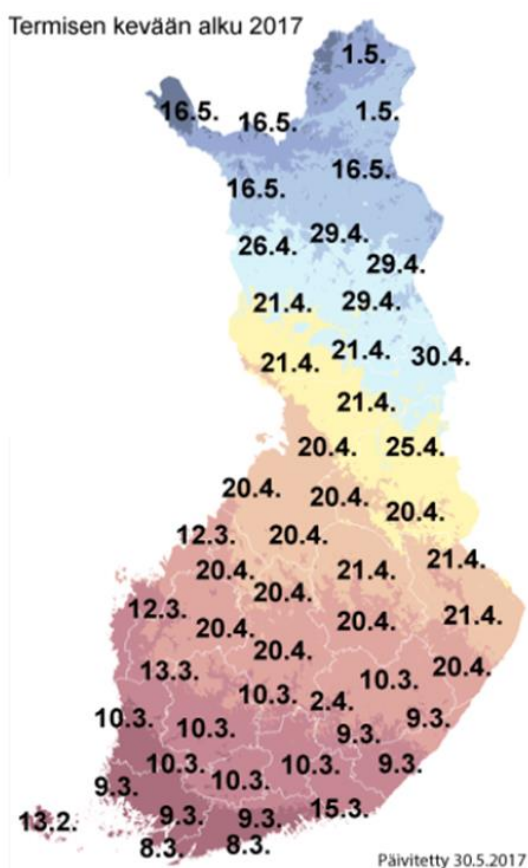 Termisen kevään alku 2017
1.5.
16.5. 16.5. 1.5.
16.5. 16.5.
26.4. 29.4.
29.4.
21.4. 29.4.
21.4. 21.4. 30.4.
21.4.
20.4. 25.4.
20.4. 20.4. 20.4.
12.3. 20.4.
20.4. 21.4. 21.4.
20.4.
12.3. 20.4. 20.4. 21.4.
20.4.
13.3. 10.3. 2.4. 10.3. 20.4.
10.3. 10.3. 9.3. 9.3.
10.3. 10.3. 10.3. 9.3.
9.3.
13.2. 9.3. 9.3. 15.3.
8.3. 8.3.
Päivitetty 30.5.2017